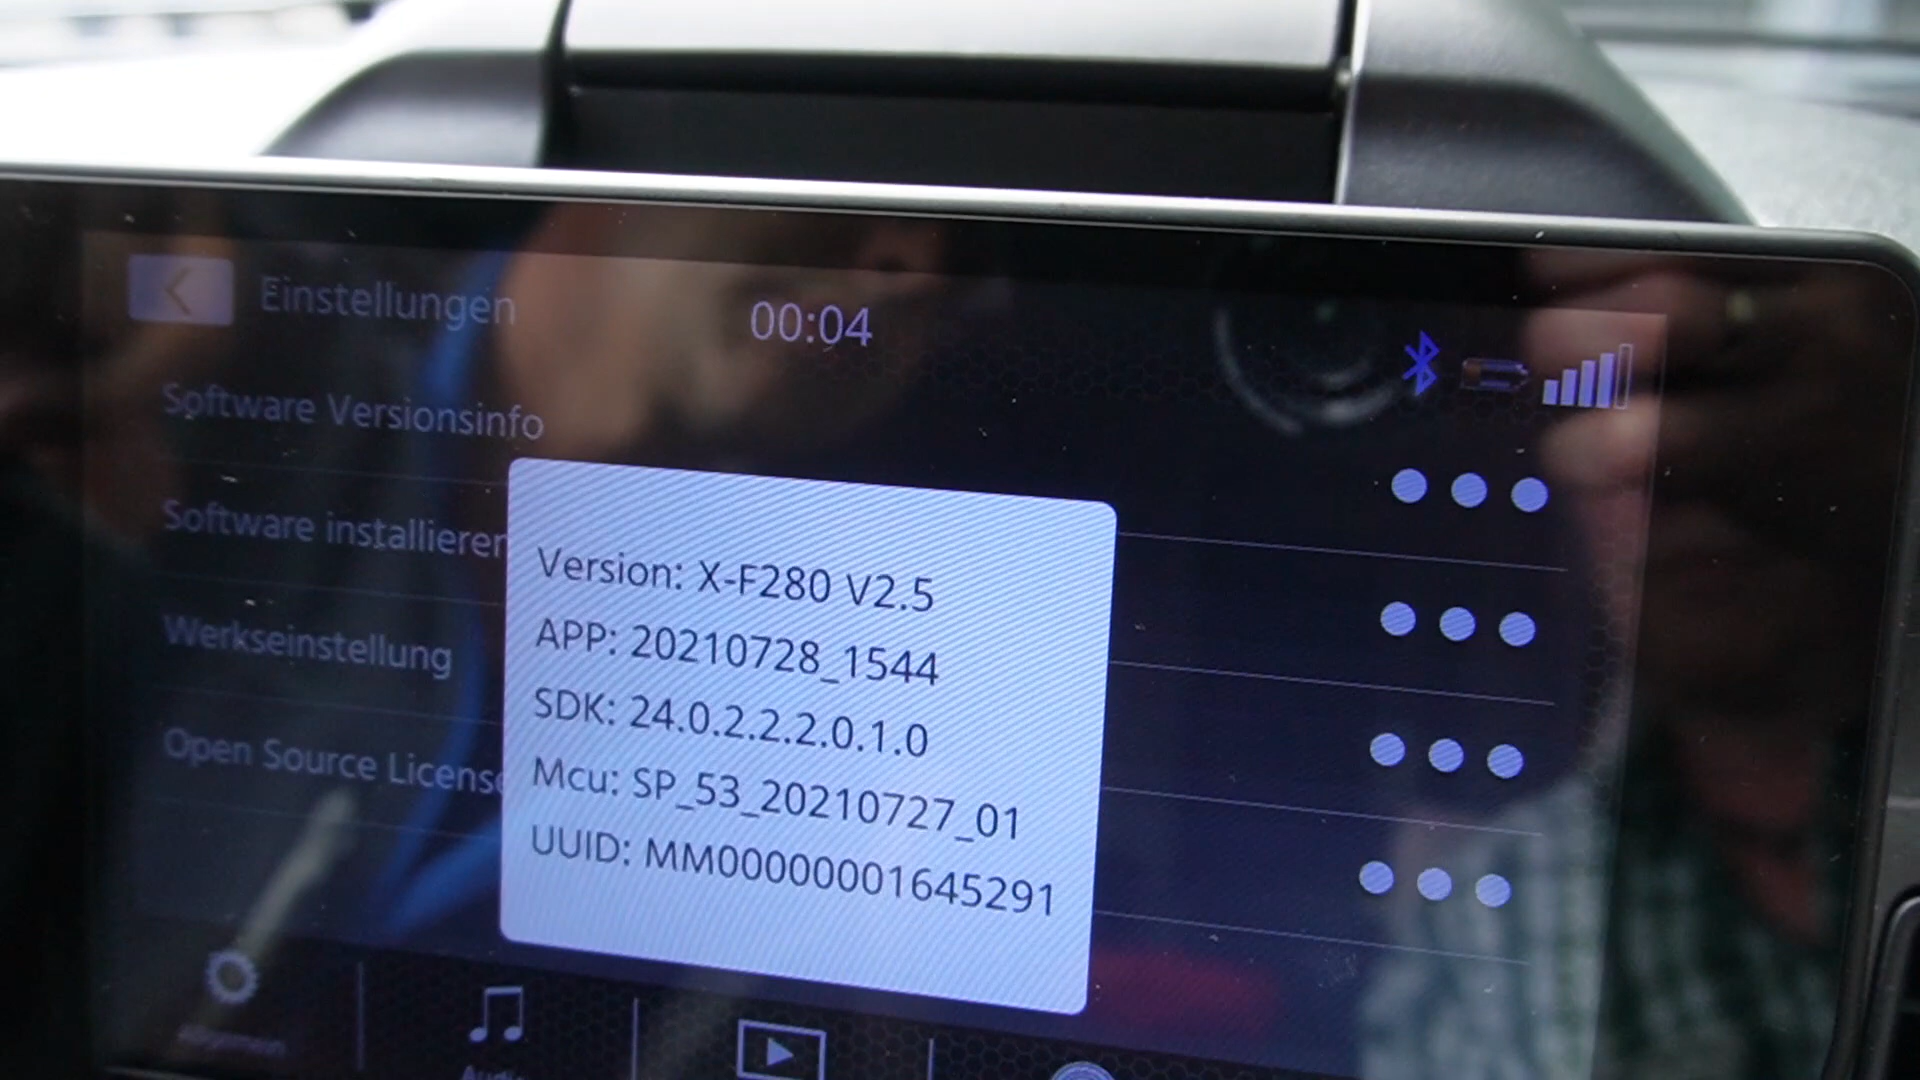 Einstellungen
00:04
Software Versionsinfo
Software installieren
Werkseinstellung
Open Source License
Version: X-F280 V2.5
APP: 20210728_1544
SDK: 24.0.2.2.2.0.1.0
Mcu: SP_53_20210727_01
UUID: MM00000001645291